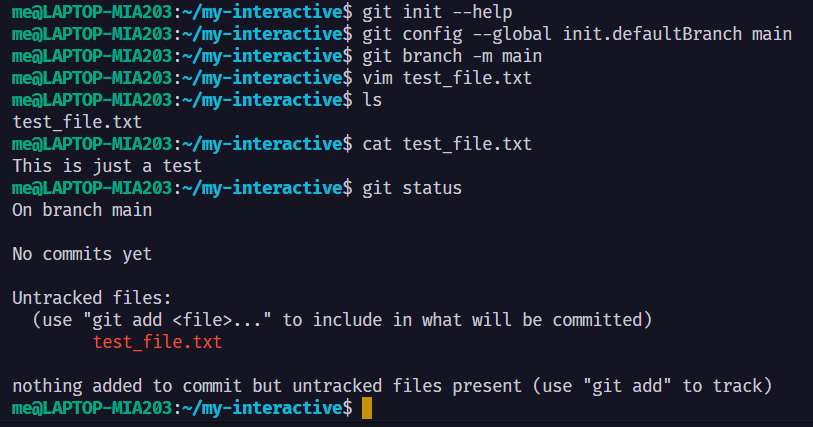 me@LAPTOP-MIA203:~/my-interactive$ git init --help
me@LAPTOP-MIA203:~/my-interactive$ git config --global init.defaultBranch main
me@LAPTOP-MIA203:~/my-interactive$ git branch -m main
me@LAPTOP-MIA203:~/my-interactive$ vim test_file.txt
me@LAPTOP-MIA203:~/my-interactive$ ls
test_file.txt
me@LAPTOP-MIA203:~/my-interactive$ cat test_file.txt
This is just a test
me@LAPTOP-MIA203:~/my-interactive$ git status
On branch main

No commits yet

Untracked files:
  (use "git add <file>..." to include in what will be committed)
        test_file.txt

nothing added to commit but untracked files present (use "git add" to track)
me@LAPTOP-MIA203:~/my-interactive$